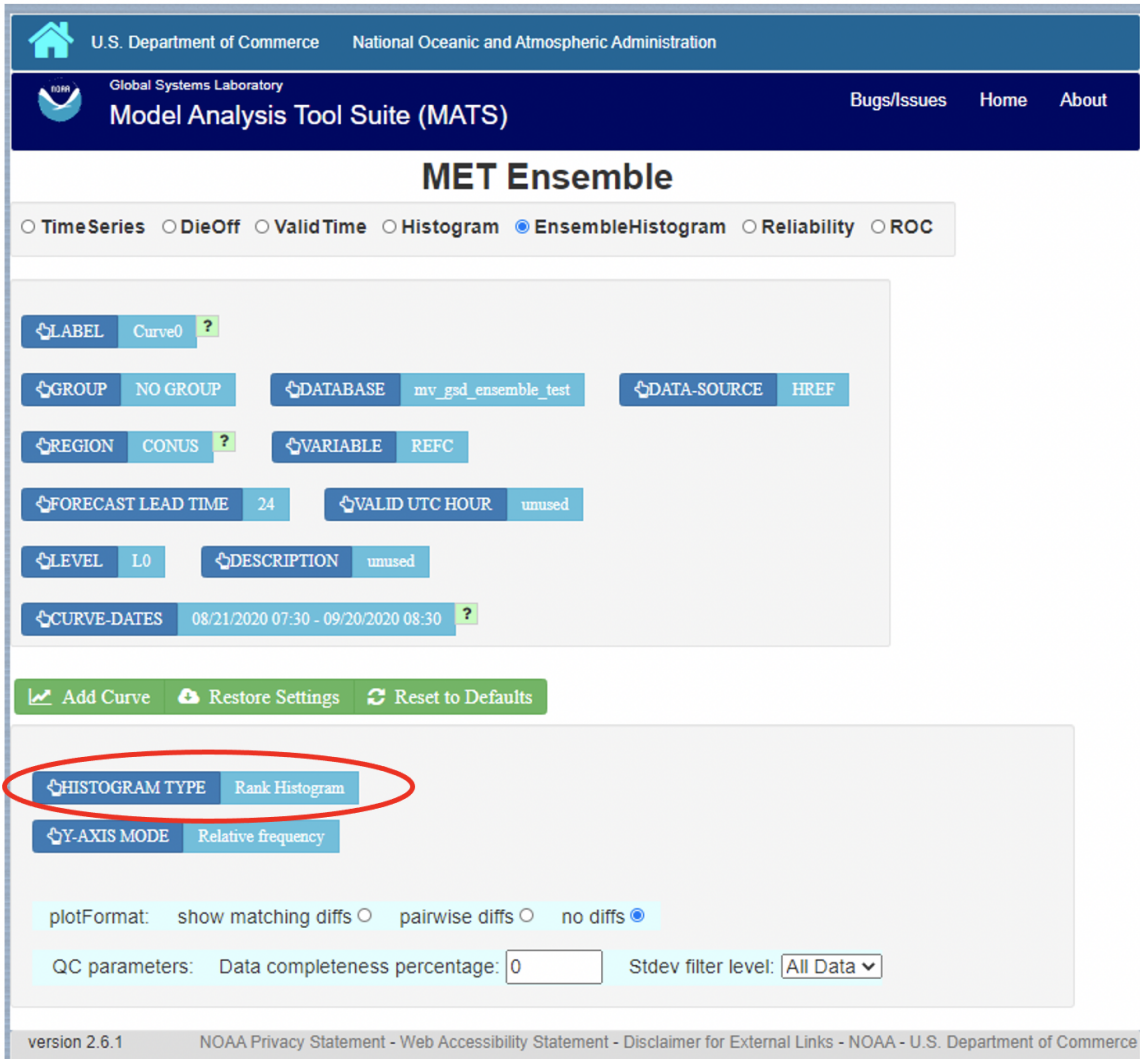 U.S. Department of Commerce National Oceanic and Atmospheric Administration
NOAA
Global Systems Laboratory
Model Analysis Tool Suite (MATS)
Bugs/Issues Home About
MET Ensemble
TimeSeries DieOff ValidTime Histogram EnsembleHistogram Reliability ROC
LABEL Curve0 ?
GROUP NO GROUP DATABASE mv_gsd_ensemble_test DATA-SOURCE HREF
REGION CONUS ? VARIABLE REFC
FORECAST LEAD TIME 24 VALID UTC HOUR unused
LEVEL L0 DESCRIPTION unused
CURVE-DATES 08/21/2020 07:30 - 09/20/2020 08:30 ?
Add Curve Restore Settings Reset to Defaults
HISTOGRAM TYPE Rank Histogram
Y-AXIS MODE Relative frequency
plotFormat: show matching diffs pairwise diffs no diffs
QC parameters: Data completeness percentage: 0 Stdev filter level: All Data
version 2.6.1 NOAA Privacy Statement - Web Accessibility Statement - Disclaimer for External Links - NOAA - U.S. Department of Commerce